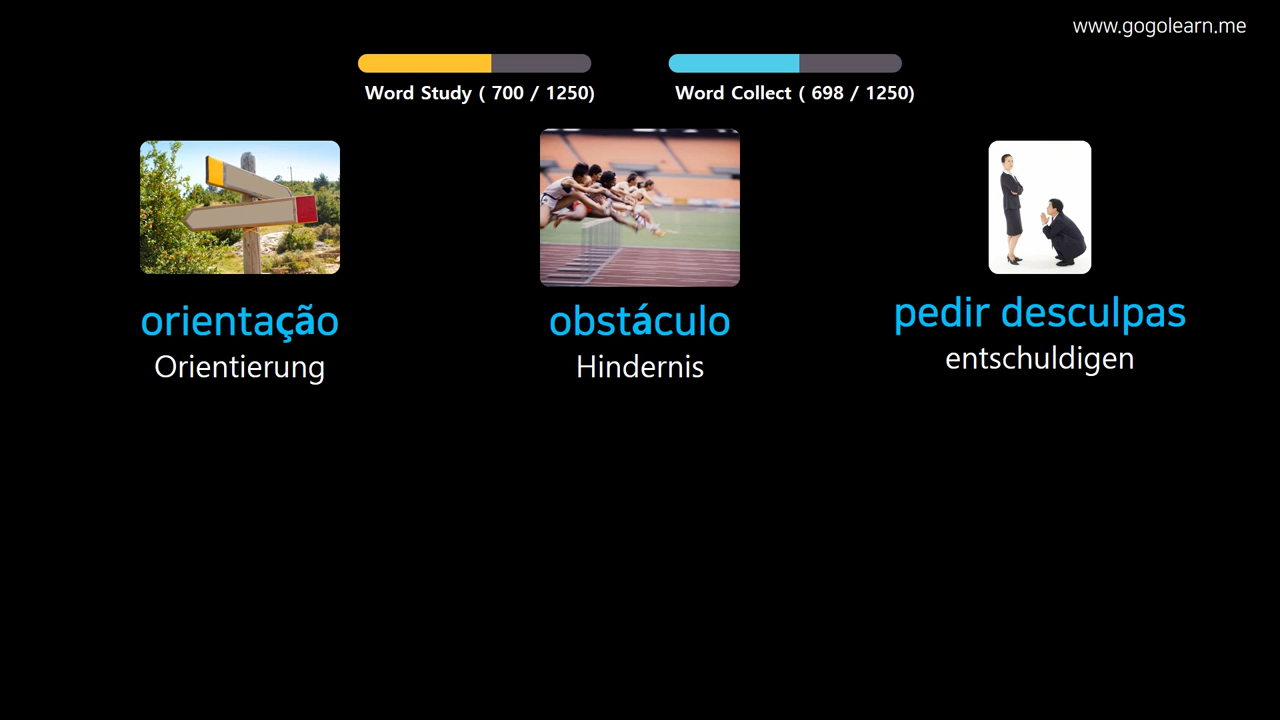 www.gogolearn.me
Word Study ( 700 / 1250)
Word Collect ( 698 / 1250)
orientação
Orientierung
obstáculo
Hindernis
pedir desculpas
entschuldigen